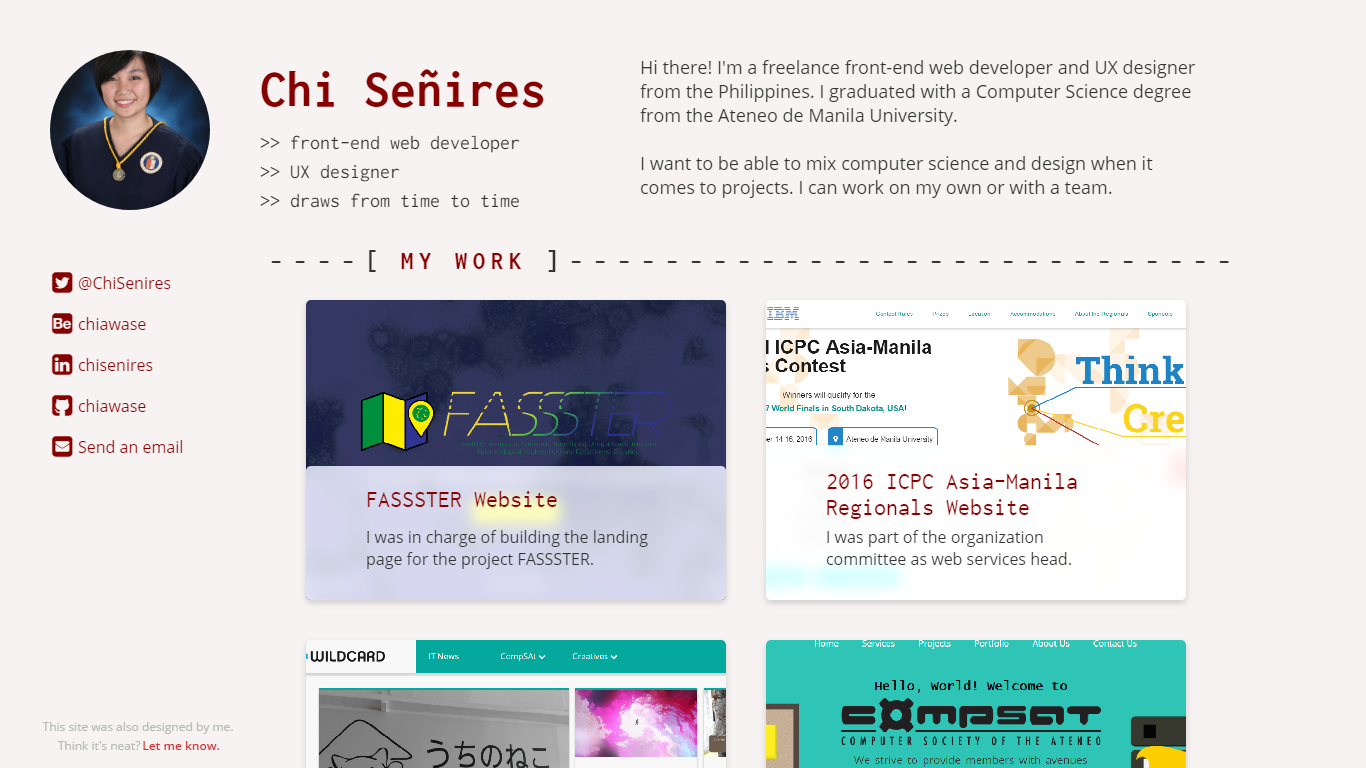 Chi Señires
>> front-end web developer
>> UX designer
>> draws from time to time
Hi there! I'm a freelance front-end web developer and UX designer
from the Philippines. I graduated with a Computer Science degree
from the Ateneo de Manila University.
I want to be able to mix computer science and design when it
comes to projects. I can work on my own or with a team.
@ChiSenires
Be chiawase
in chisenires
chiawase
Send an email
This site was also designed by me.
Think it's neat? Let me know.
----[ MY WORK ]---------------------------
FASSSTER
FASSSTER Website
I was in charge of building the landing
page for the project FASSSTER.
IBM Contest Rules Prizes Location Accommodations About the Regionals Sponsors
ICPC Asia-Manila
s Contest
Winners will qualify for the
7 World Finals in South Dakota, USA!
er 14-16, 2016 Ateneo de Manila University
Think
Cre
2016 ICPC Asia-Manila
Regionals Website
I was part of the organization
committee as web services head.
WILDCARD IT News CompSAt Creatives
うちのねこ
Home Services Projects Portfolio About Us Contact Us
Hello, World! Welcome to
COMPSAT
COMPUTER SOCIETY OF THE ATENEO
We strive to provide members with avenues